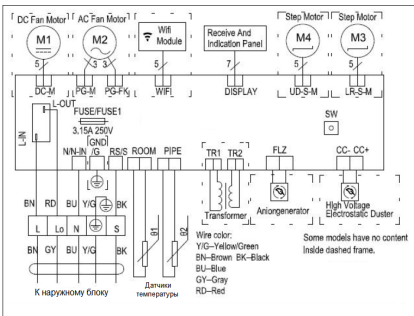 DC Fan Motor
AC Fan Motor
Step Motor
Step Motor
M1
M2
Wifi
Module
Receive And
Indication Panel
M4
M3
5
3
3
5
7
5
5
DC-M
PG-M
PG-FK
WIFI
DISPLAY
UD-S-M
LR-S-M
L-OUT
L-IN
FUSE/FUSE1
3,15A 250V
SW
GND
N/N-IN
/G
RS/S
ROOM
PIPE
TR1
TR2
FLZ
CC-
CC+
BN
RD
BU
Y/G
BK
θ1
θ2
Transformer
Aniongenerator
High Voltage
Electrostatic Duster
L
Lo
N
S
BN
GY
BU
Y/G
BK
Wire color:
Y/G–Yellow/Green
BN–Brown BK–Black
BU–Blue
GY–Gray
RD–Red
Some models have no content
Inside dashed frame.
К наружному блоку
Датчики
температуры